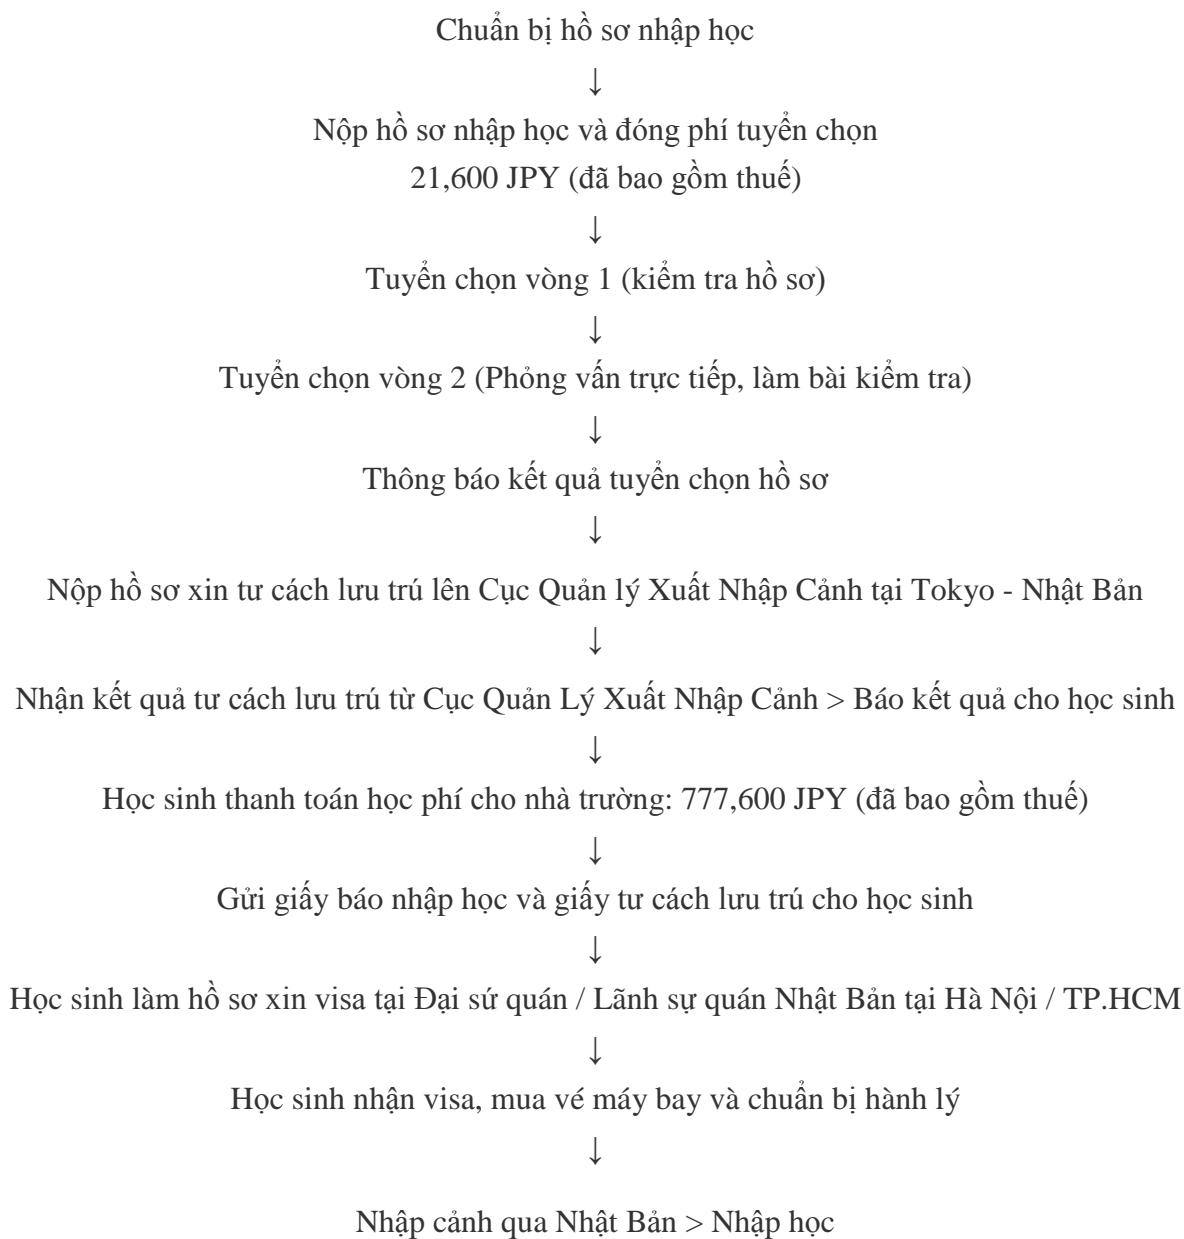 Chuẩn bị hồ sơ nhập học
↓
Nộp hồ sơ nhập học và đóng phí tuyển chọn
21,600 JPY (đã bao gồm thuế)
↓
Tuyển chọn vòng 1 (kiểm tra hồ sơ)
↓
Tuyển chọn vòng 2 (Phỏng vấn trực tiếp, làm bài kiểm tra)
↓
Thông báo kết quả tuyển chọn hồ sơ
↓
Nộp hồ sơ xin tư cách lưu trú lên Cục Quản lý Xuất Nhập Cảnh tại Tokyo - Nhật Bản
↓
Nhận kết quả tư cách lưu trú từ Cục Quản Lý Xuất Nhập Cảnh > Báo kết quả cho học sinh
↓
Học sinh thanh toán học phí cho nhà trường: 777,600 JPY (đã bao gồm thuế)
↓
Gửi giấy báo nhập học và giấy tư cách lưu trú cho học sinh
↓
Học sinh làm hồ sơ xin visa tại Đại sứ quán / Lãnh sự quán Nhật Bản tại Hà Nội / TP.HCM
↓
Học sinh nhận visa, mua vé máy bay và chuẩn bị hành lý
↓
Nhập cảnh qua Nhật Bản > Nhập học